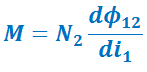 M = N₂ dϕ₁₂/di₁